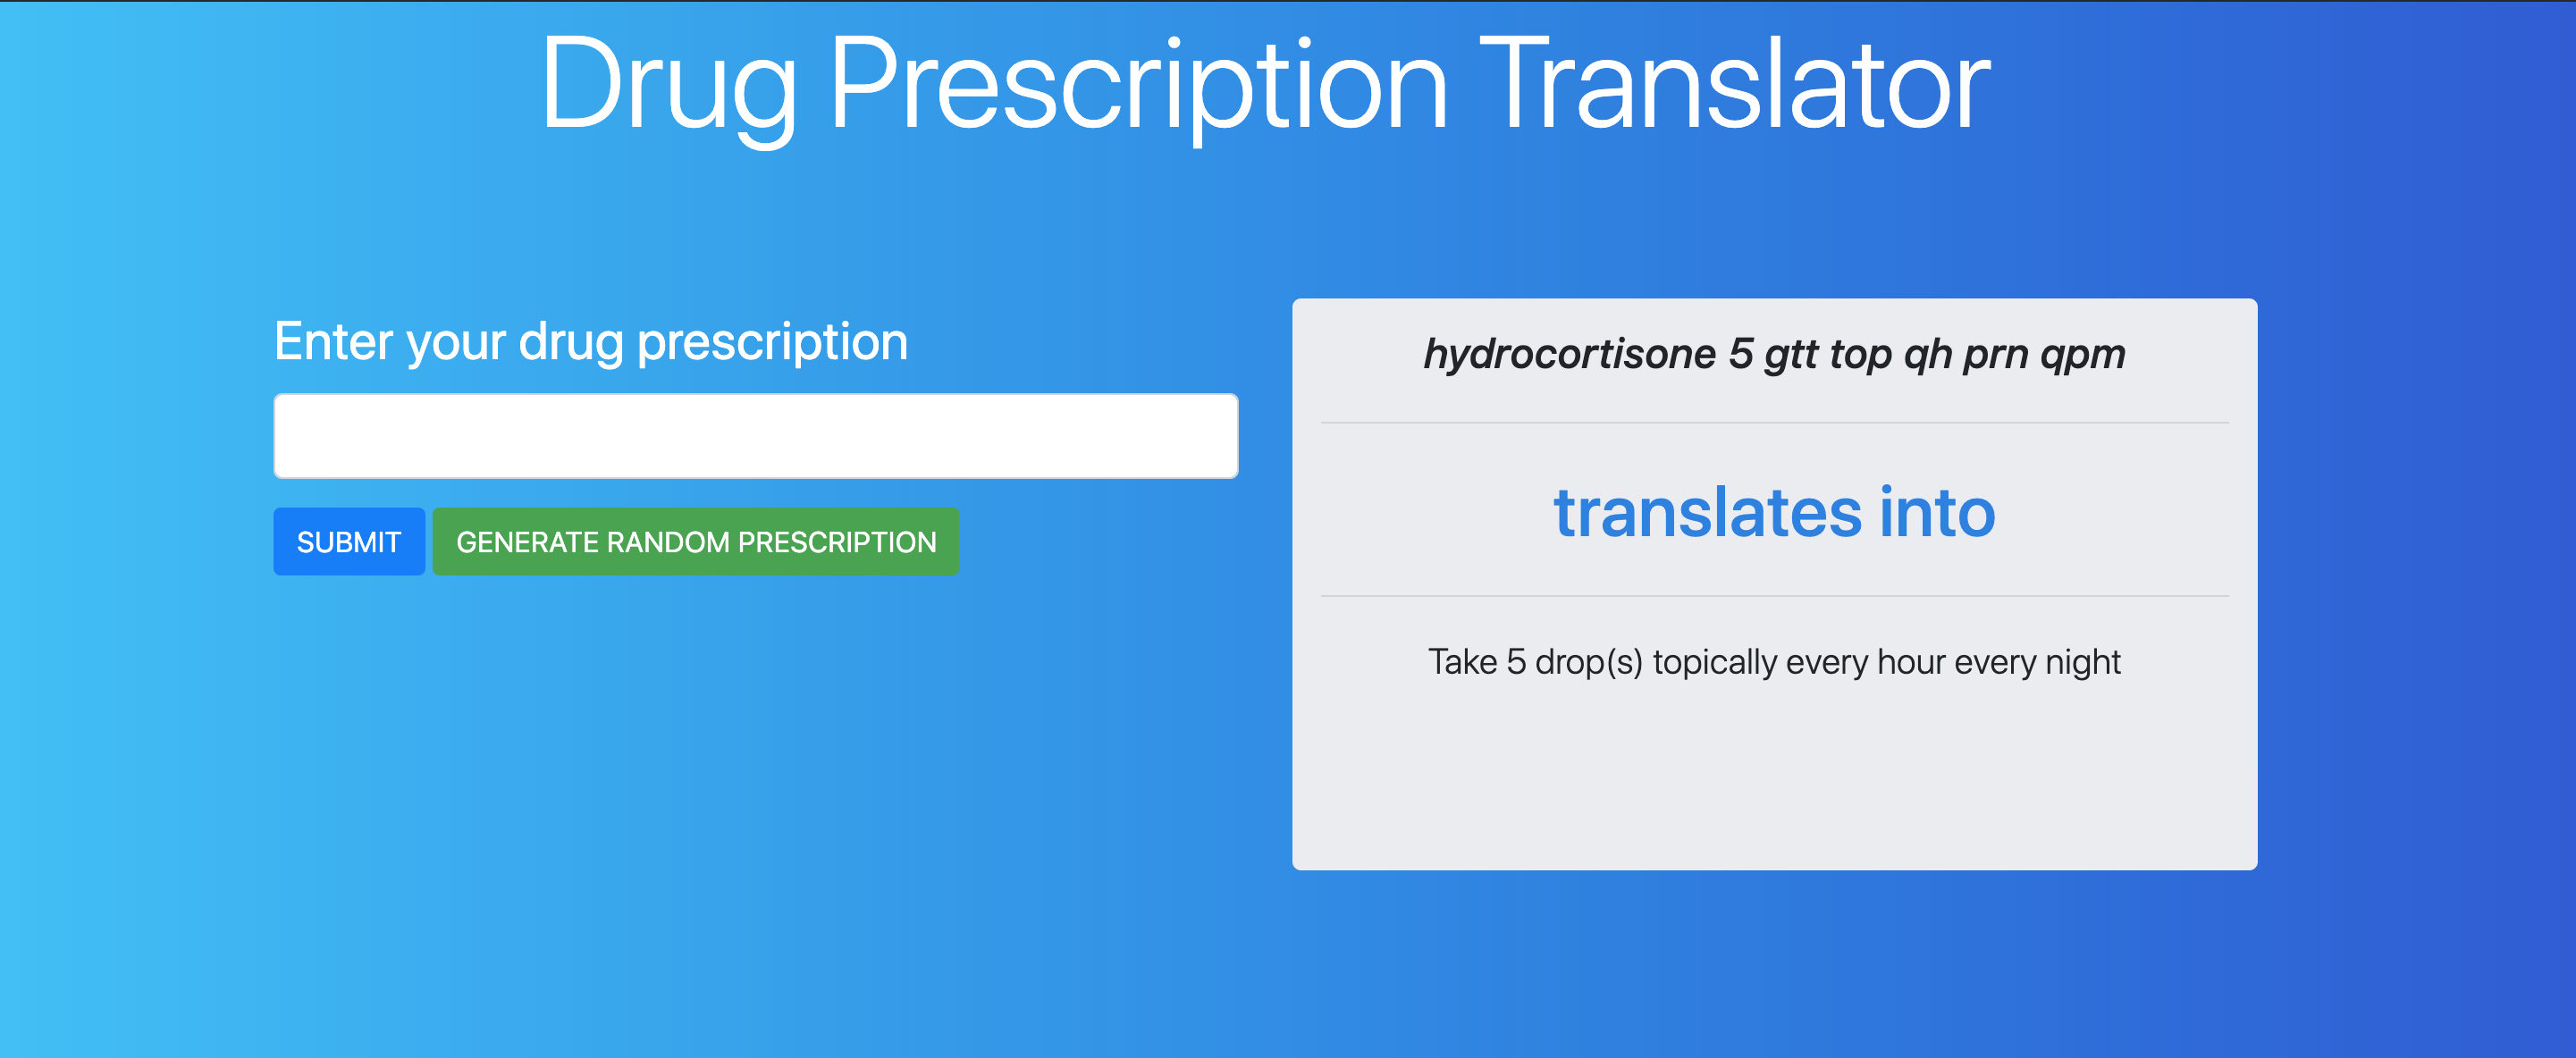 Drug Prescription Translator
Enter your drug prescription
SUBMIT
GENERATE RANDOM PRESCRIPTION
hydrocortisone 5 gtt top qh prn qpm
translates into
Take 5 drop(s) topically every hour every night